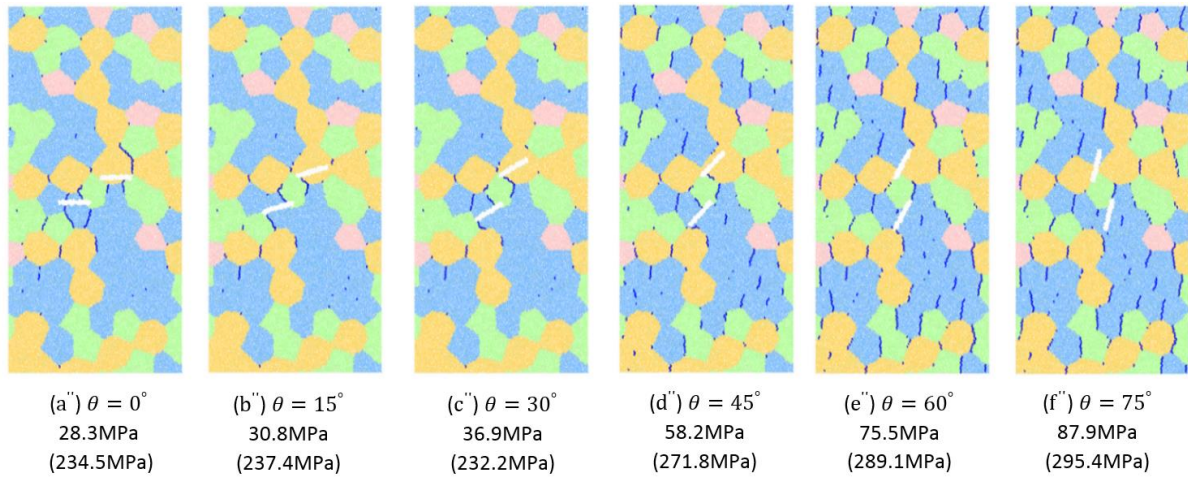 (a'') θ = 0°
28.3MPa
(234.5MPa)
(b'') θ = 15°
30.8MPa
(237.4MPa)
(c'') θ = 30°
36.9MPa
(232.2MPa)
(d'') θ = 45°
58.2MPa
(271.8MPa)
(e'') θ = 60°
75.5MPa
(289.1MPa)
(f'') θ = 75°
87.9MPa
(295.4MPa)